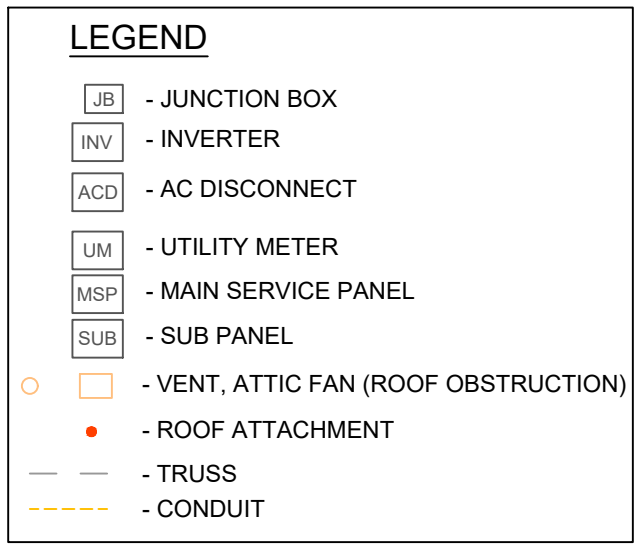 LEGEND
JB - JUNCTION BOX
INV - INVERTER
ACD - AC DISCONNECT
UM - UTILITY METER
MSP - MAIN SERVICE PANEL
SUB - SUB PANEL
- VENT, ATTIC FAN (ROOF OBSTRUCTION)
- ROOF ATTACHMENT
- TRUSS
- CONDUIT